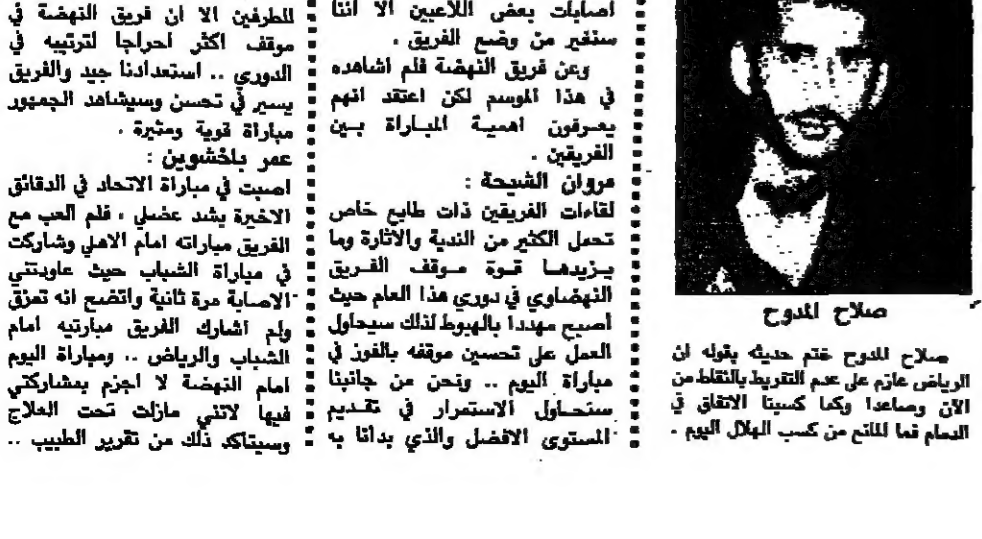 صلاح المدوح
صلاح المدوح ختم حديثه بقوله ان
الرياض عازم على عدم التفريط بالنقاط من
الآن وصاعدا وكما كسبنا الاتفاق في
الدمام فما المانع من كسب الهلال اليوم .
اصابات بعض اللاعبين الا اننا
سنغير من وضع الفريق .
وعن فريق النهضة فلم اشاهده
في هذا الموسم لكن اعتقد انهم
يعرفون اهمية المباراة بين
الفريقين .
مروان الشيحة :
لقاءات الفريقين ذات طابع خاص
تحمل الكثير من الندية والاثارة وما
يزيدها قوة موقف الفريق
النهضاوي في دوري هذا العام حيث
أصبح مهددا بالهبوط لذلك سيحاول
العمل على تحسين موقفه بالفوز في
مباراة اليوم .. ونحن من جانبنا
سنحاول الاستمرار في تقديم
المستوى الافضل والذي بدانا به
للطرفين الا ان فريق النهضة في
موقف اكثر احراجا لترتيبه في
الدوري .. استعدادنا جيد والفريق
يسير في تحسن وسيشاهد الجمهور
مباراة قوية ومثيرة .
عمر باخشوين :
اصبت في مباراة الاتحاد في الدقائق
الاخيرة بشد عضلي ، فلم العب مع
الفريق مباراته امام الاهلي وشاركت
في مباراة الشباب حيث عاودتني
الاصابة مرة ثانية واتضح انه تمزق
ولم اشارك الفريق مبارتيه امام
الشباب والرياض .. ومباراة اليوم
امام النهضة لا اجزم بمشاركتي
فيها لانني مازلت تحت العلاج
وسيتاكد ذلك من تقرير الطبيب ..